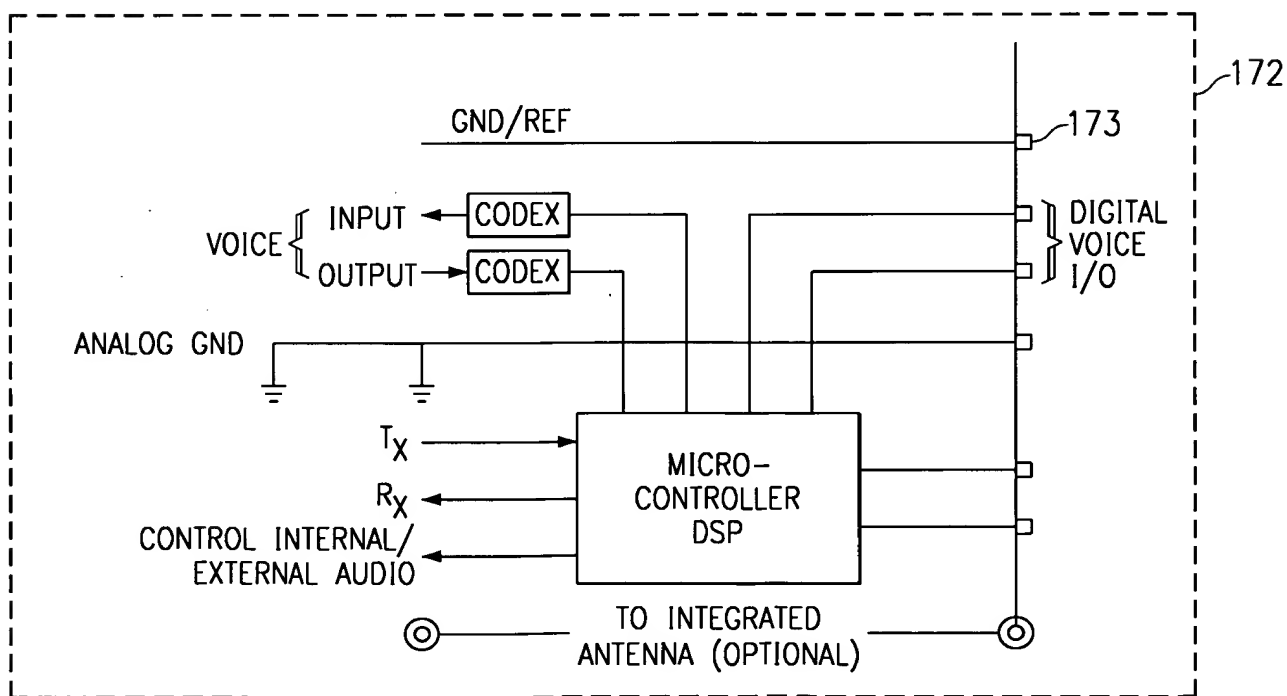 172
GND/REF
173
VOICE { INPUT CODEX
OUTPUT CODEX
} DIGITAL
VOICE
I/O
ANALOG GND
TX
RX
CONTROL INTERNAL/
EXTERNAL AUDIO
MICRO-
CONTROLLER
DSP
TO INTEGRATED
ANTENNA (OPTIONAL)